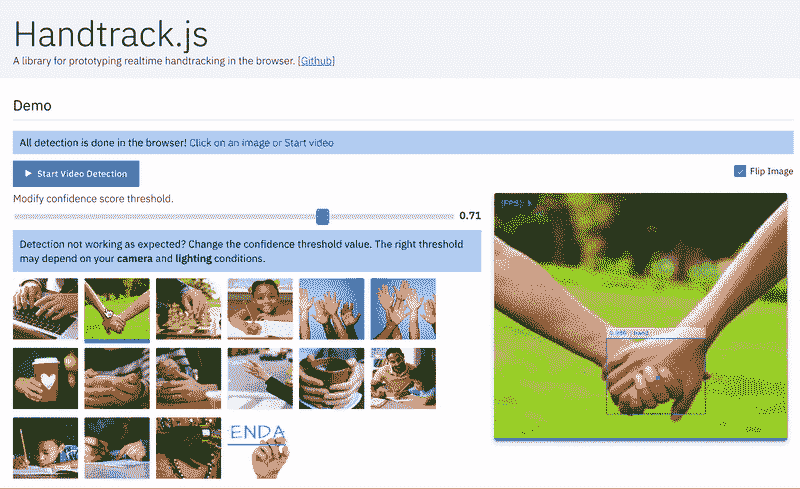 Handtrack.js
A library for prototyping realtime handtracking in the browser. [Github]
Demo
All detection is done in the browser! Click on an image or Start video
Start Video Detection
Flip Image
Modify confidence score threshold.
0.71
Detection not working as expected? Change the confidence threshold value. The right threshold
may depend on your camera and lighting conditions.
ENDA